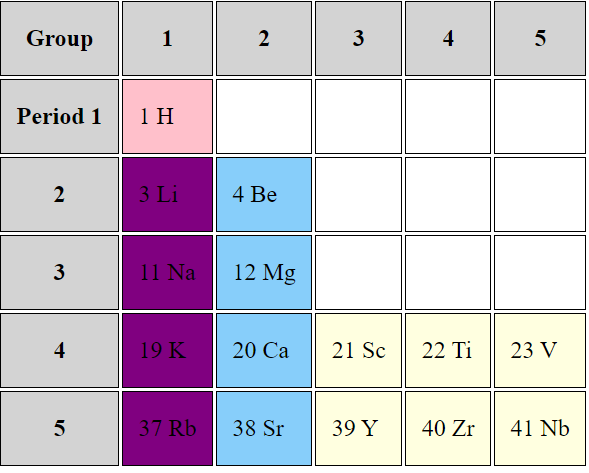 Group 1 2 3 4 5
Period 1 1 H
2 3 Li 4 Be
3 11 Na 12 Mg
4 19 K 20 Ca 21 Sc 22 Ti 23 V
5 37 Rb 38 Sr 39 Y 40 Zr 41 Nb